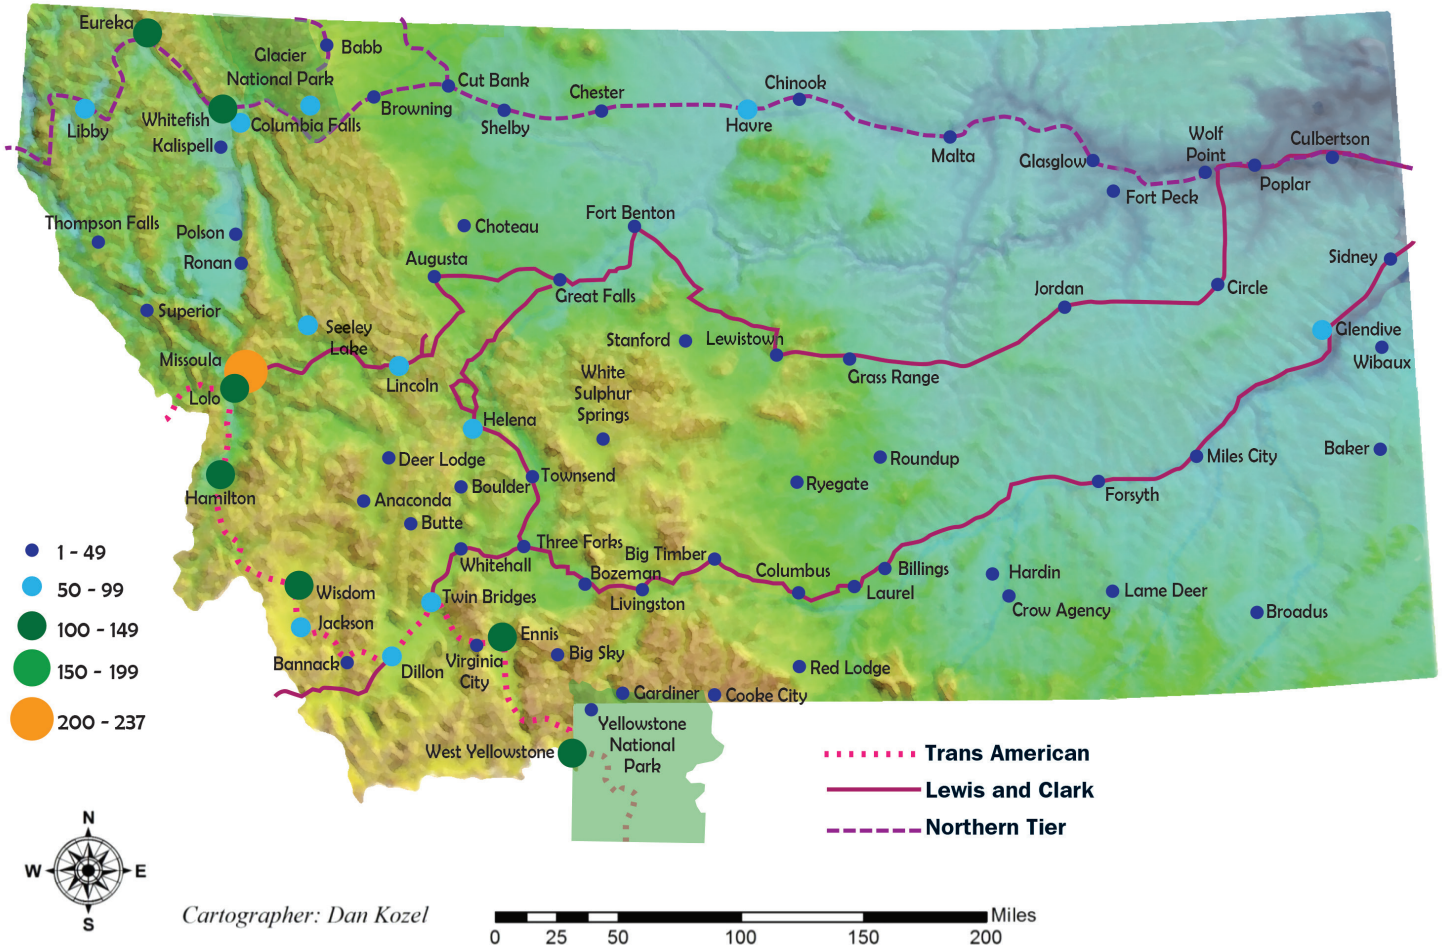 Eureka
Glacier
National Park
Babb
Cut Bank
Chester
Chinook
Libby
Whitefish
Columbia Falls
Browning
Shelby
Havre
Kalispell
Malta
Glasglow
Wolf
Point
Culbertson
Poplar
Fort Peck
Thompson Falls
Polson
Ronan
Choteau
Fort Benton
Augusta
Great Falls
Sidney
Jordan
Circle
Superior
Seeley
Lake
Stanford
Lewistown
Glendive
Wibaux
Missoula
Lolo
Lincoln
White
Sulphur
Springs
Grass Range
Helena
Deer Lodge
Townsend
Roundup
Ryegate
Miles City
Baker
Forsyth
Hamilton
Anaconda
Boulder
Butte
Whitehall
Three Forks
Big Timber
Bozeman
Livingston
Columbus
Laurel
Billings
Hardin
Crow Agency
Lame Deer
Broadus
Wisdom
Jackson
Twin Bridges
Bannack
Dillon
Virginia
City
Ennis
Big Sky
Red Lodge
Gardiner
Cooke City
Yellowstone
National
Park
West Yellowstone
1 - 49
50 - 99
100 - 149
150 - 199
200 - 237
Trans American
Lewis and Clark
Northern Tier
N
W
E
S
Cartographer: Dan Kozel
Miles
0 25 50 100 150 200